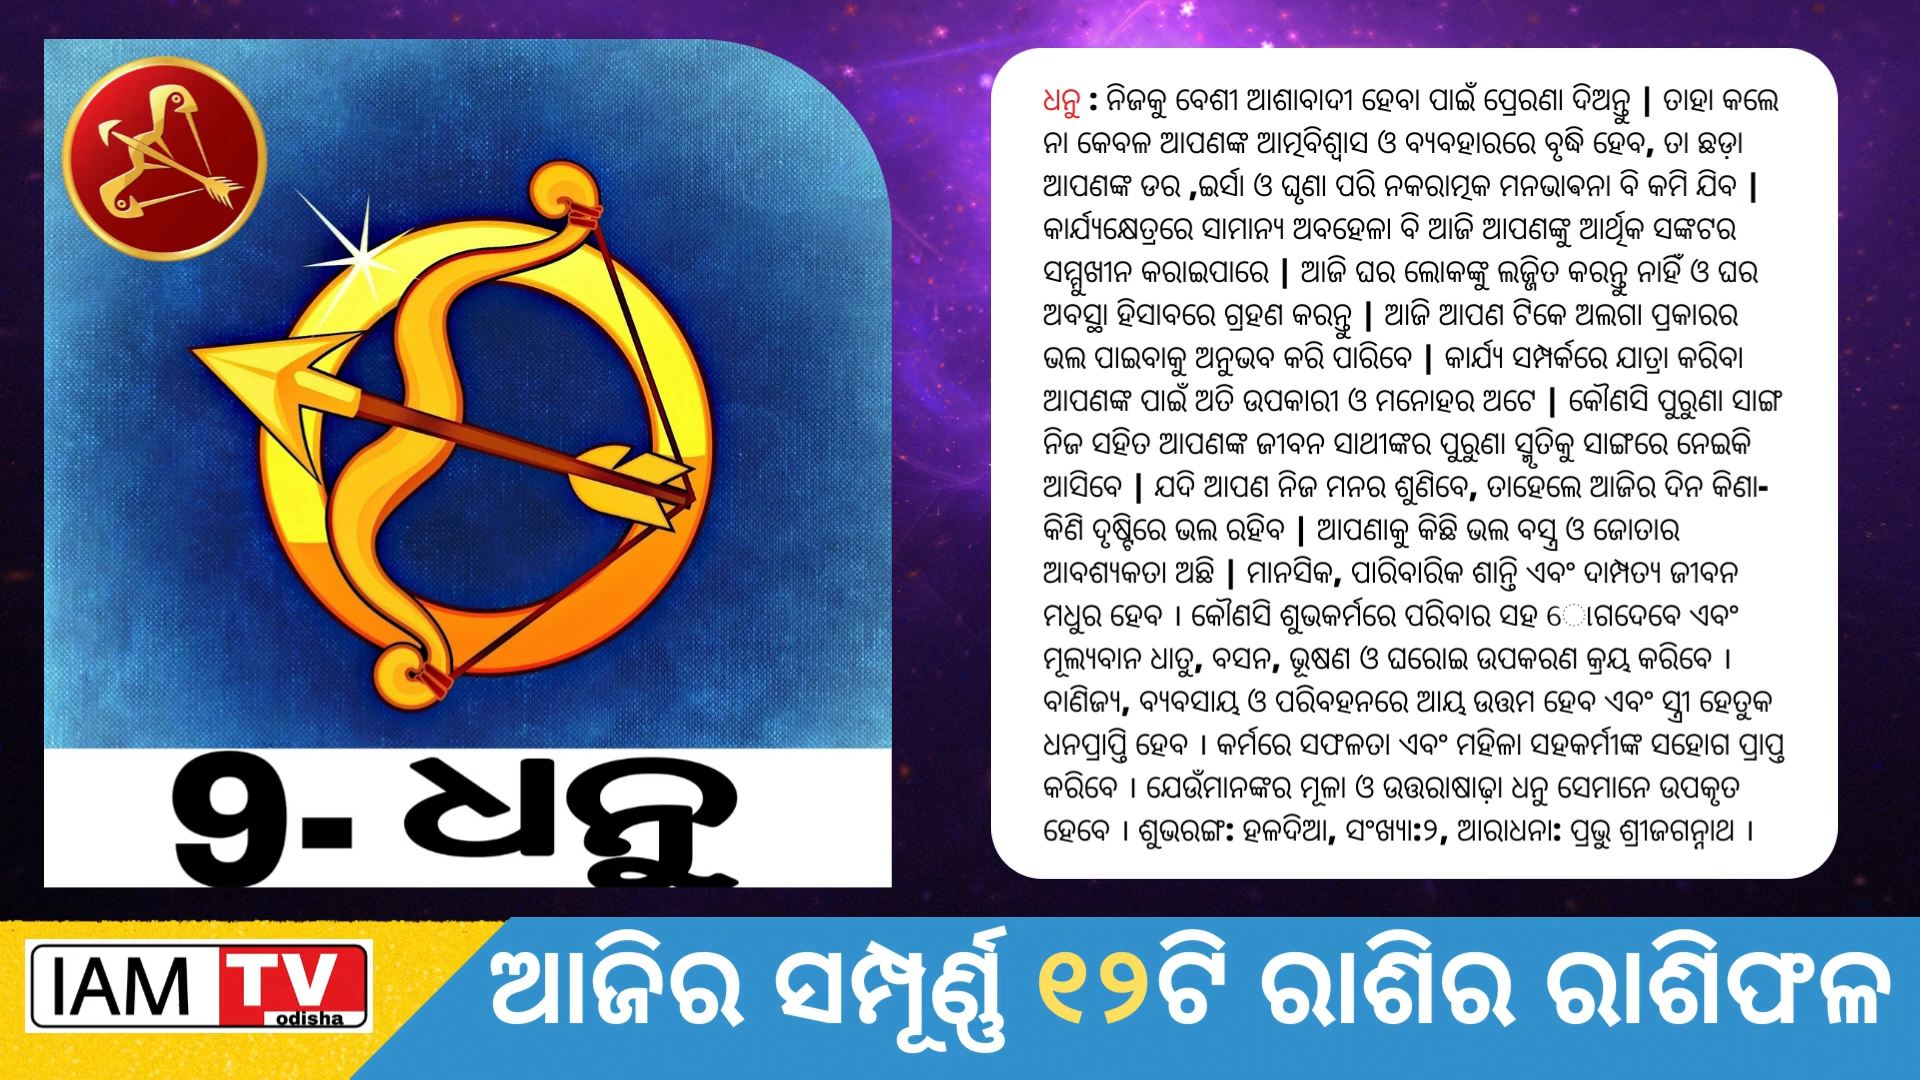 ଧନୁ : ନିଜକୁ ବେଶୀ ଆଶାବାଦୀ ହେବା ପାଇଁ ପ୍ରେରଣା ଦିଅନ୍ତୁ | ତାହା କଲେ
ନା କେବଳ ଆପଣଙ୍କ ଆତ୍ମବିଶ୍ୱାସ ଓ ବ୍ୟବହାରରେ ବୃଦ୍ଧି ହେବ, ତା ଛଡ଼ା
ଆପଣଙ୍କ ଡର ,ଇର୍ସା ଓ ଘୃଣା ପରି ନକରାତ୍ମକ ମନଭାଵନା ବି କମି ଯିବ |
କାର୍ଯ୍ୟକ୍ଷେତ୍ରରେ ସାମାନ୍ୟ ଅବହେଳା ବି ଆଜି ଆପଣଙ୍କୁ ଆର୍ଥିକ ସଙ୍କଟର
ସମ୍ମୁଖୀନ କରାଇପାରେ | ଆଜି ଘର ଲୋକଙ୍କୁ ଲଜ୍ଜିତ କରନ୍ତୁ ନାହିଁ ଓ ଘର
ଅବସ୍ଥା ହିସାବରେ ଗ୍ରହଣ କରନ୍ତୁ | ଆଜି ଆପଣ ଟିକେ ଅଲଗା ପ୍ରକାରର
ଭଲ ପାଇବାକୁ ଅନୁଭବ କରି ପାରିବେ | କାର୍ଯ୍ୟ ସମ୍ପର୍କରେ ଯାତ୍ରା କରିବା
ଆପଣଙ୍କ ପାଇଁ ଅତି ଉପକାରୀ ଓ ମନୋହର ଅଟେ | କୌଣସି ପୁରୁଣା ସାଙ୍ଗ
ନିଜ ସହିତ ଆପଣଙ୍କ ଜୀବନ ସାଥୀଙ୍କର ପୁରୁଣା ସ୍ମୃତିକୁ ସାଙ୍ଗରେ ନେଇକି
ଆସିବେ | ଯଦି ଆପଣ ନିଜ ମନର ଶୁଣିବେ, ତାହେଲେ ଆଜିର ଦିନ କିଣା-
କିଣି ଦୃଷ୍ଟିରେ ଭଲ ରହିବ | ଆପଣାକୁ କିଛି ଭଲ ବସ୍ତ୍ର ଓ ଜୋତାର
ଆବଶ୍ୟକତା ଅଛି | ମାନସିକ, ପାରିବାରିକ ଶାନ୍ତି ଏବଂ ଦାମ୍ପତ୍ୟ ଜୀବନ
ମଧୁର ହେବ । କୌଣସି ଶୁଭକର୍ମରେ ପରିବାର ସହ ୋଗଦେବେ ଏବଂ
ମୂଲ୍ୟବାନ ଧାତୁ, ବସନ, ଭୂଷଣ ଓ ଘରୋଇ ଉପକରଣ କ୍ରୟ କରିବେ ।
ବାଣିଜ୍ୟ, ବ୍ୟବସାୟ ଓ ପରିବହନରେ ଆୟ ଉତ୍ତମ ହେବ ଏବଂ ସ୍ତ୍ରୀ ହେତୁକ
ଧନପ୍ରାପ୍ତି ହେବ । କର୍ମରେ ସଫଳତା ଏବଂ ମହିଳା ସହକର୍ମୀଙ୍କ ସହୋଗ ପ୍ରାପ୍ତ
କରିବେ । ଯେଉଁମାନଙ୍କର ମୂଳା ଓ ଉତ୍ତରାଷାଢ଼ା ଧନୁ ସେମାନେ ଉପକୃତ
ହେବେ । ଶୁଭରଙ୍ଗ: ହଳଦିଆ, ସଂଖ୍ୟା:୨, ଆରାଧନା: ପ୍ରଭୁ ଶ୍ରୀଜଗନ୍ନାଥ ।
9- ଧନୁ
IAM TV odisha
ଆଜିର ସମ୍ପୂର୍ଣ୍ଣ ୧୨ଟି ରାଶିର ରାଶିଫଳ